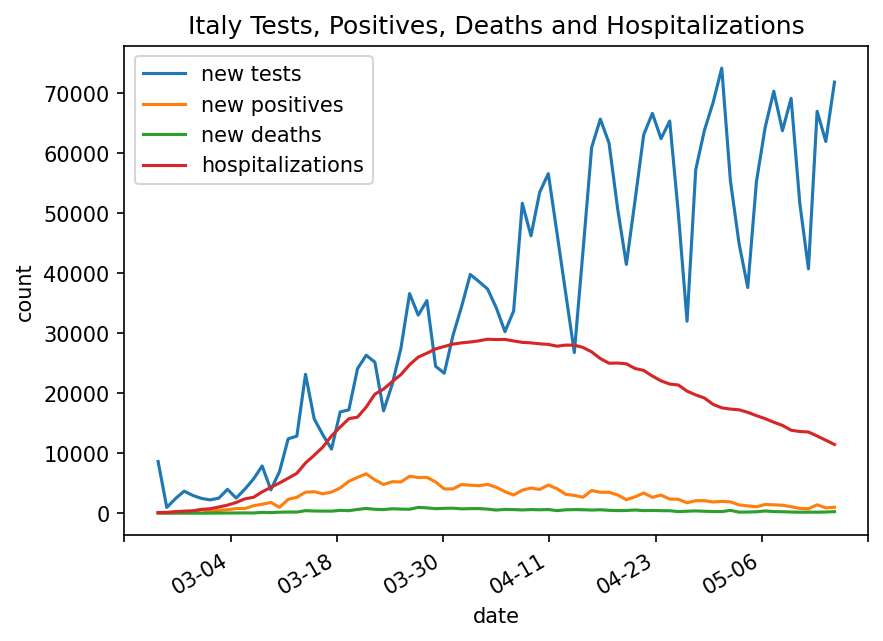 Italy Tests, Positives, Deaths and Hospitalizations
new tests
new positives
new deaths
hospitalizations
70000
60000
50000
40000
30000
20000
10000
0
count
03-04
03-18
03-30
04-11
04-23
05-06
date